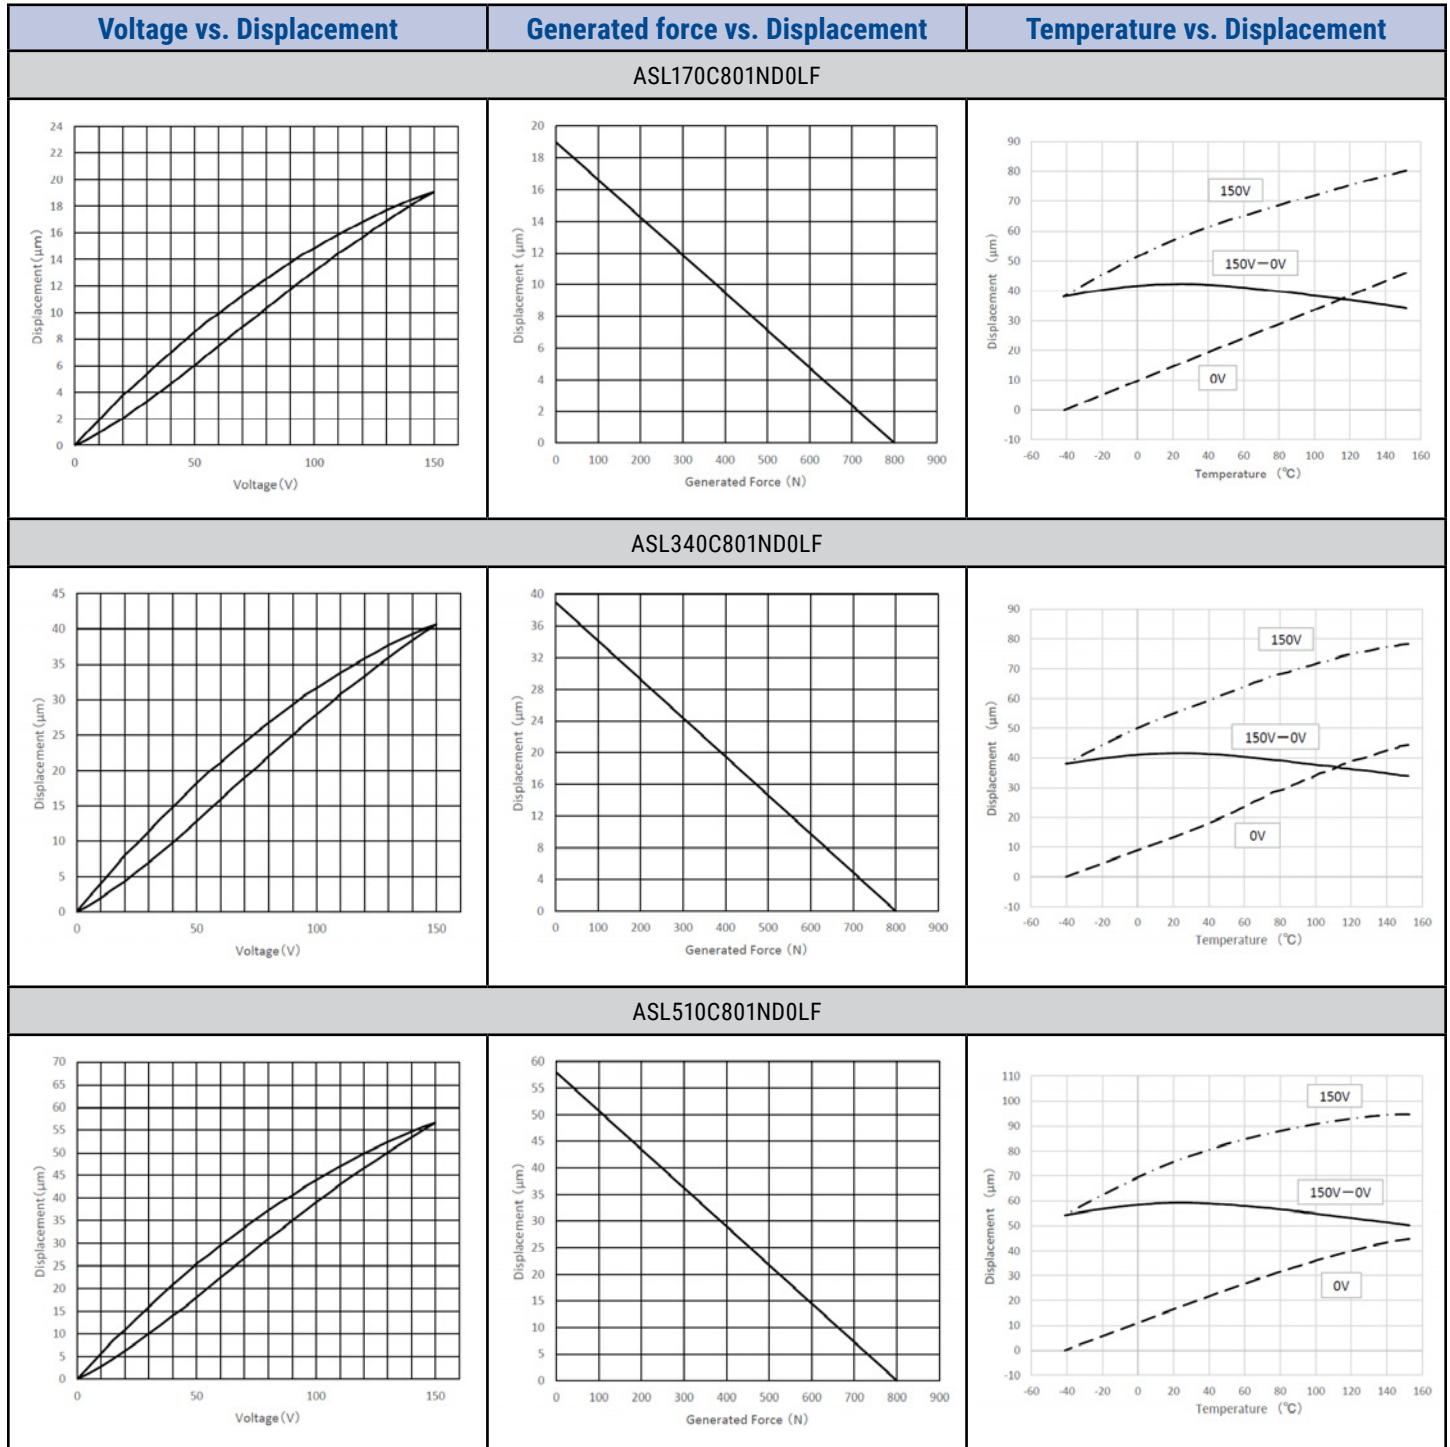 Voltage vs. Displacement
Generated force vs. Displacement
Temperature vs. Displacement
ASL170C801ND0LF
Displacement(μm)
24
22
20
18
16
14
12
10
8
6
4
2
0
0 50 100 150
Voltage(V)
Displacement (μm)
20
18
16
14
12
10
8
6
4
2
0
0 100 200 300 400 500 600 700 800 900
Generated Force (N)
Displacement (μm)
90
80
70
60
50
40
30
20
10
0
-10
150V
150V－0V
0V
-60 -40 -20 0 20 40 60 80 100 120 140 160
Temperature (℃)
ASL340C801ND0LF
Displacement(μm)
45
40
35
30
25
20
15
10
5
0
0 50 100 150
Voltage(V)
Displacement (μm)
40
36
32
28
24
20
16
12
8
4
0
0 100 200 300 400 500 600 700 800 900
Generated Force (N)
Displacement (μm)
90
80
70
60
50
40
30
20
10
0
-10
150V
150V－0V
0V
-60 -40 -20 0 20 40 60 80 100 120 140 160
Temperature (℃)
ASL510C801ND0LF
Displacement(μm)
70
65
60
55
50
45
40
35
30
25
20
15
10
5
0
0 50 100 150
Voltage(V)
Displacement (μm)
60
55
50
45
40
35
30
25
20
15
10
5
0
0 100 200 300 400 500 600 700 800 900
Generated Force (N)
Displacement (μm)
110
100
90
80
70
60
50
40
30
20
10
0
-10
150V
150V－0V
0V
-60 -40 -20 0 20 40 60 80 100 120 140 160
Temperature (℃)